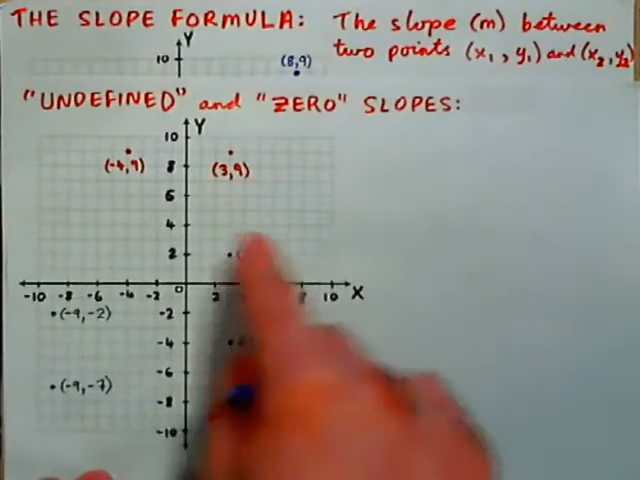 THE SLOPE FORMULA: The slope (m) between
two points (x₁, y₁) and (x₂, y₂)
Y
10
(8,9)
"UNDEFINED" and "ZERO" SLOPES:
Y
10
(-4,9) (3,9)
8
6
4
2
-10 -8 -6 -4 -2 0 2 8 10 X
(-9,-2) -2
-4
-6
(-9,-7)
-8
-10